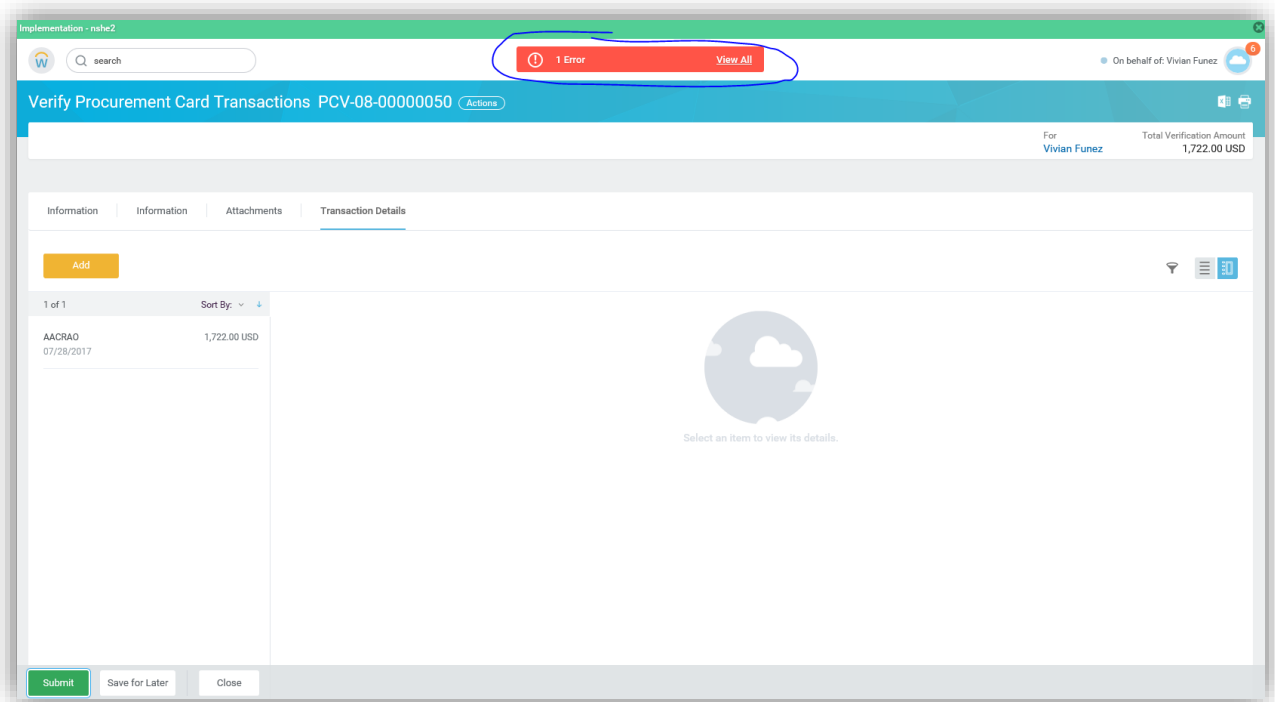 Implementation - nshe2
W
search
1 Error View All
On behalf of: Vivian Funez
6
Verify Procurement Card Transactions PCV-08-00000050 Actions
For Total Verification Amount
Vivian Funez 1,722.00 USD
Information Information Attachments Transaction Details
Add
1 of 1 Sort By:
AACRAO 1,722.00 USD
07/28/2017
Select an item to view its details.
Submit Save for Later Close